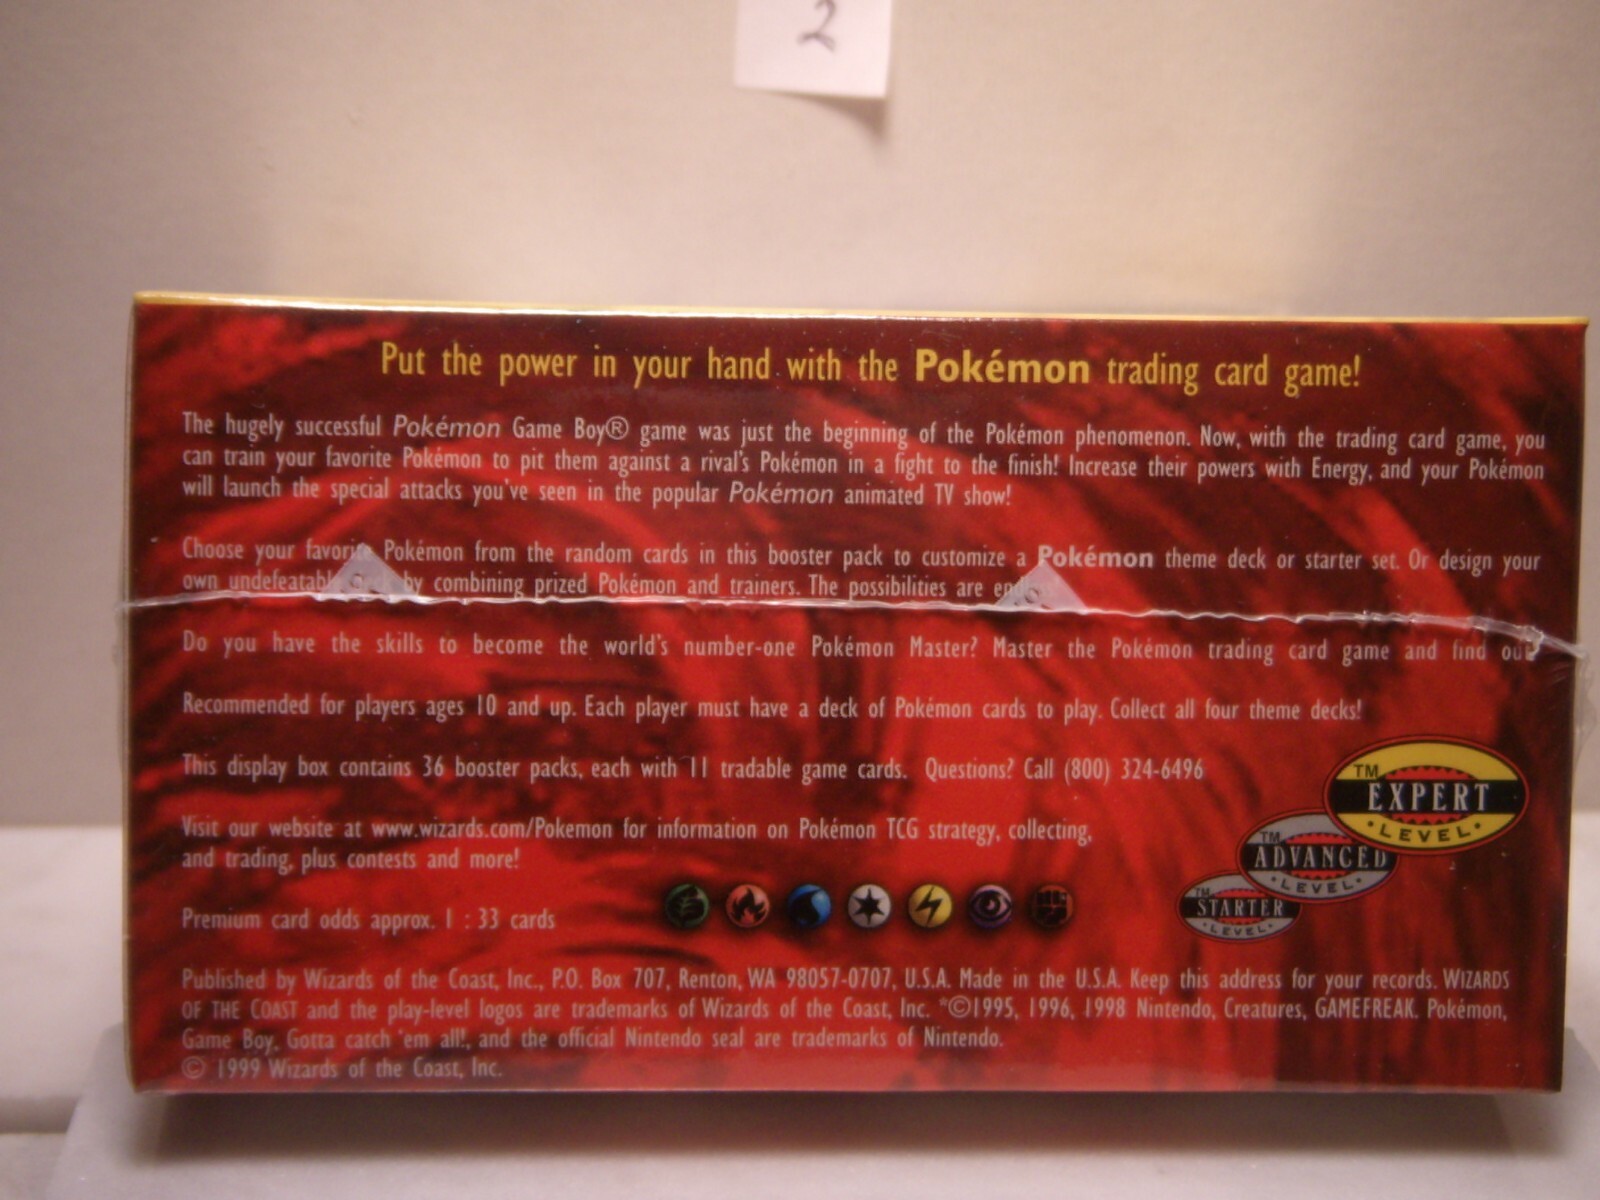 2
Put the power in your hand with the Pokémon trading card game!
The hugely successful Pokémon Game Boy® game was just the beginning of the Pokémon phenomenon. Now, with the trading card game, you
can train your favorite Pokémon to pit them against a rival's Pokémon in a fight to the finish! Increase their powers with Energy, and your Pokémon
will launch the special attacks you've seen in the popular Pokémon animated TV show!
Choose your favorite Pokémon from the random cards in this booster pack to customize a Pokémon theme deck or starter set. Or design your
own undefeatable by combining prized Pokémon and trainers. The possibilities are
Do you have the skills to become the world's number-one Pokémon Master? Master the Pokémon trading card game and find out
Recommended for players ages 10 and up. Each player must have a deck of Pokémon cards to play. Collect all four theme decks!
This display box contains 36 booster packs, each with 11 tradable game cards. Questions? Call (800) 324-6496
TM
EXPERT
LEVEL
Visit our website at www.wizards.com/Pokemon for information on Pokémon TCG strategy, collecting,
and trading, plus contests and more!
TM
ADVANCED
LEVEL
TM
STARTER
LEVEL
Premium card odds approx. 1 : 33 cards
Published by Wizards of the Coast, Inc., P.O. Box 707, Renton, WA 98057-0707, U.S.A. Made in the U.S.A. Keep this address for your records. WIZARDS
OF THE COAST and the play-level logos are trademarks of Wizards of the Coast, Inc. *©1995, 1996, 1998 Nintendo, Creatures, GAMEFREAK. Pokémon,
Game Boy, Gotta catch 'em all!, and the official Nintendo seal are trademarks of Nintendo.
© 1999 Wizards of the Coast, Inc.